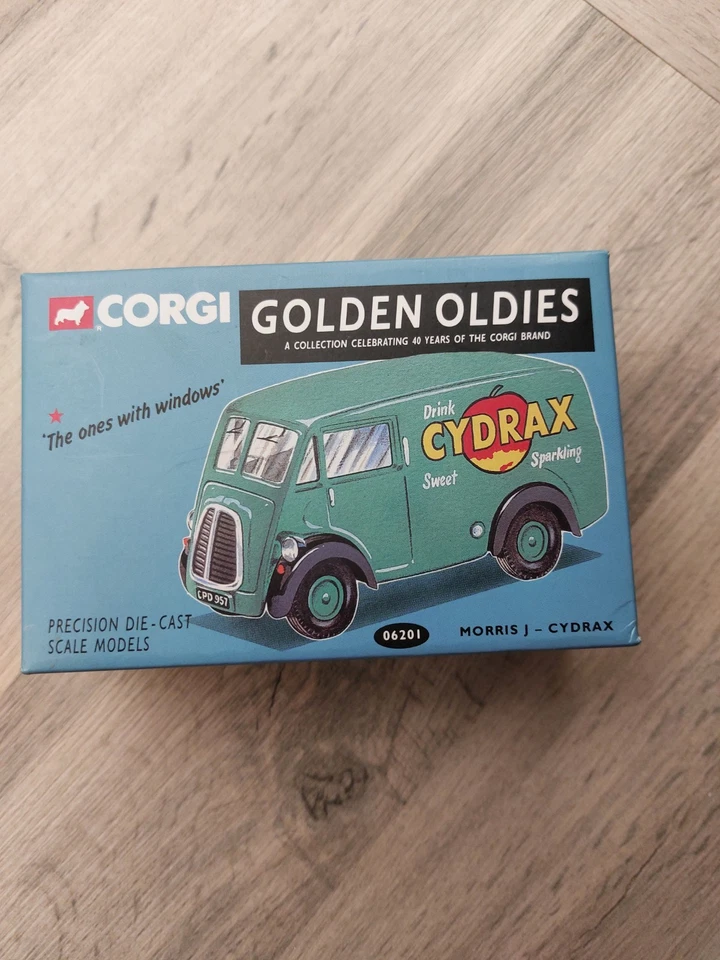 CORGI
GOLDEN OLDIES
A COLLECTION CELEBRATING 40 YEARS OF THE CORGI BRAND
'The ones with windows'
Drink
CYDRAX
Sweet
Sparkling
CPD 957
PRECISION DIE-CAST
SCALE MODELS
06201
MORRIS J – CYDRAX